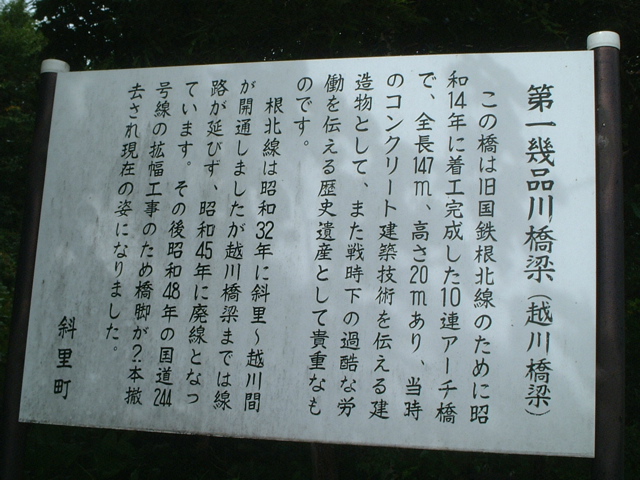 第一幾品川橋梁(越川橋梁)
この橋は旧国鉄根北線のために昭
和14年に着工完成した10連アーチ橋
で、全長147m、高さ20mあり、当時
のコンクリート建築技術を伝える建
造物として、また戦時下の過酷な労
働を伝える歴史遺産として貴重なも
のです。
根北線は昭和32年に斜里～越川間
が開通しましたが越川橋梁までは線
路が延びず、昭和45年に廃線となっ
ています。その後昭和48年の国道244
号線の拡幅工事のため橋脚が2本撤
去され現在の姿になりました。
斜里町